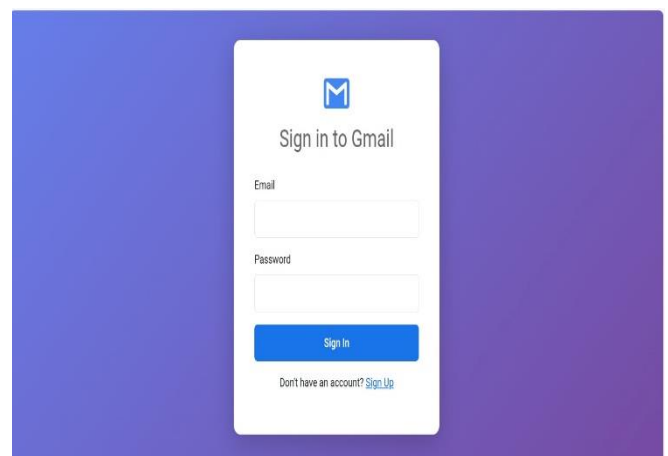 Sign in to Gmail
Email
Password
Sign In
Don't have an account? Sign Up